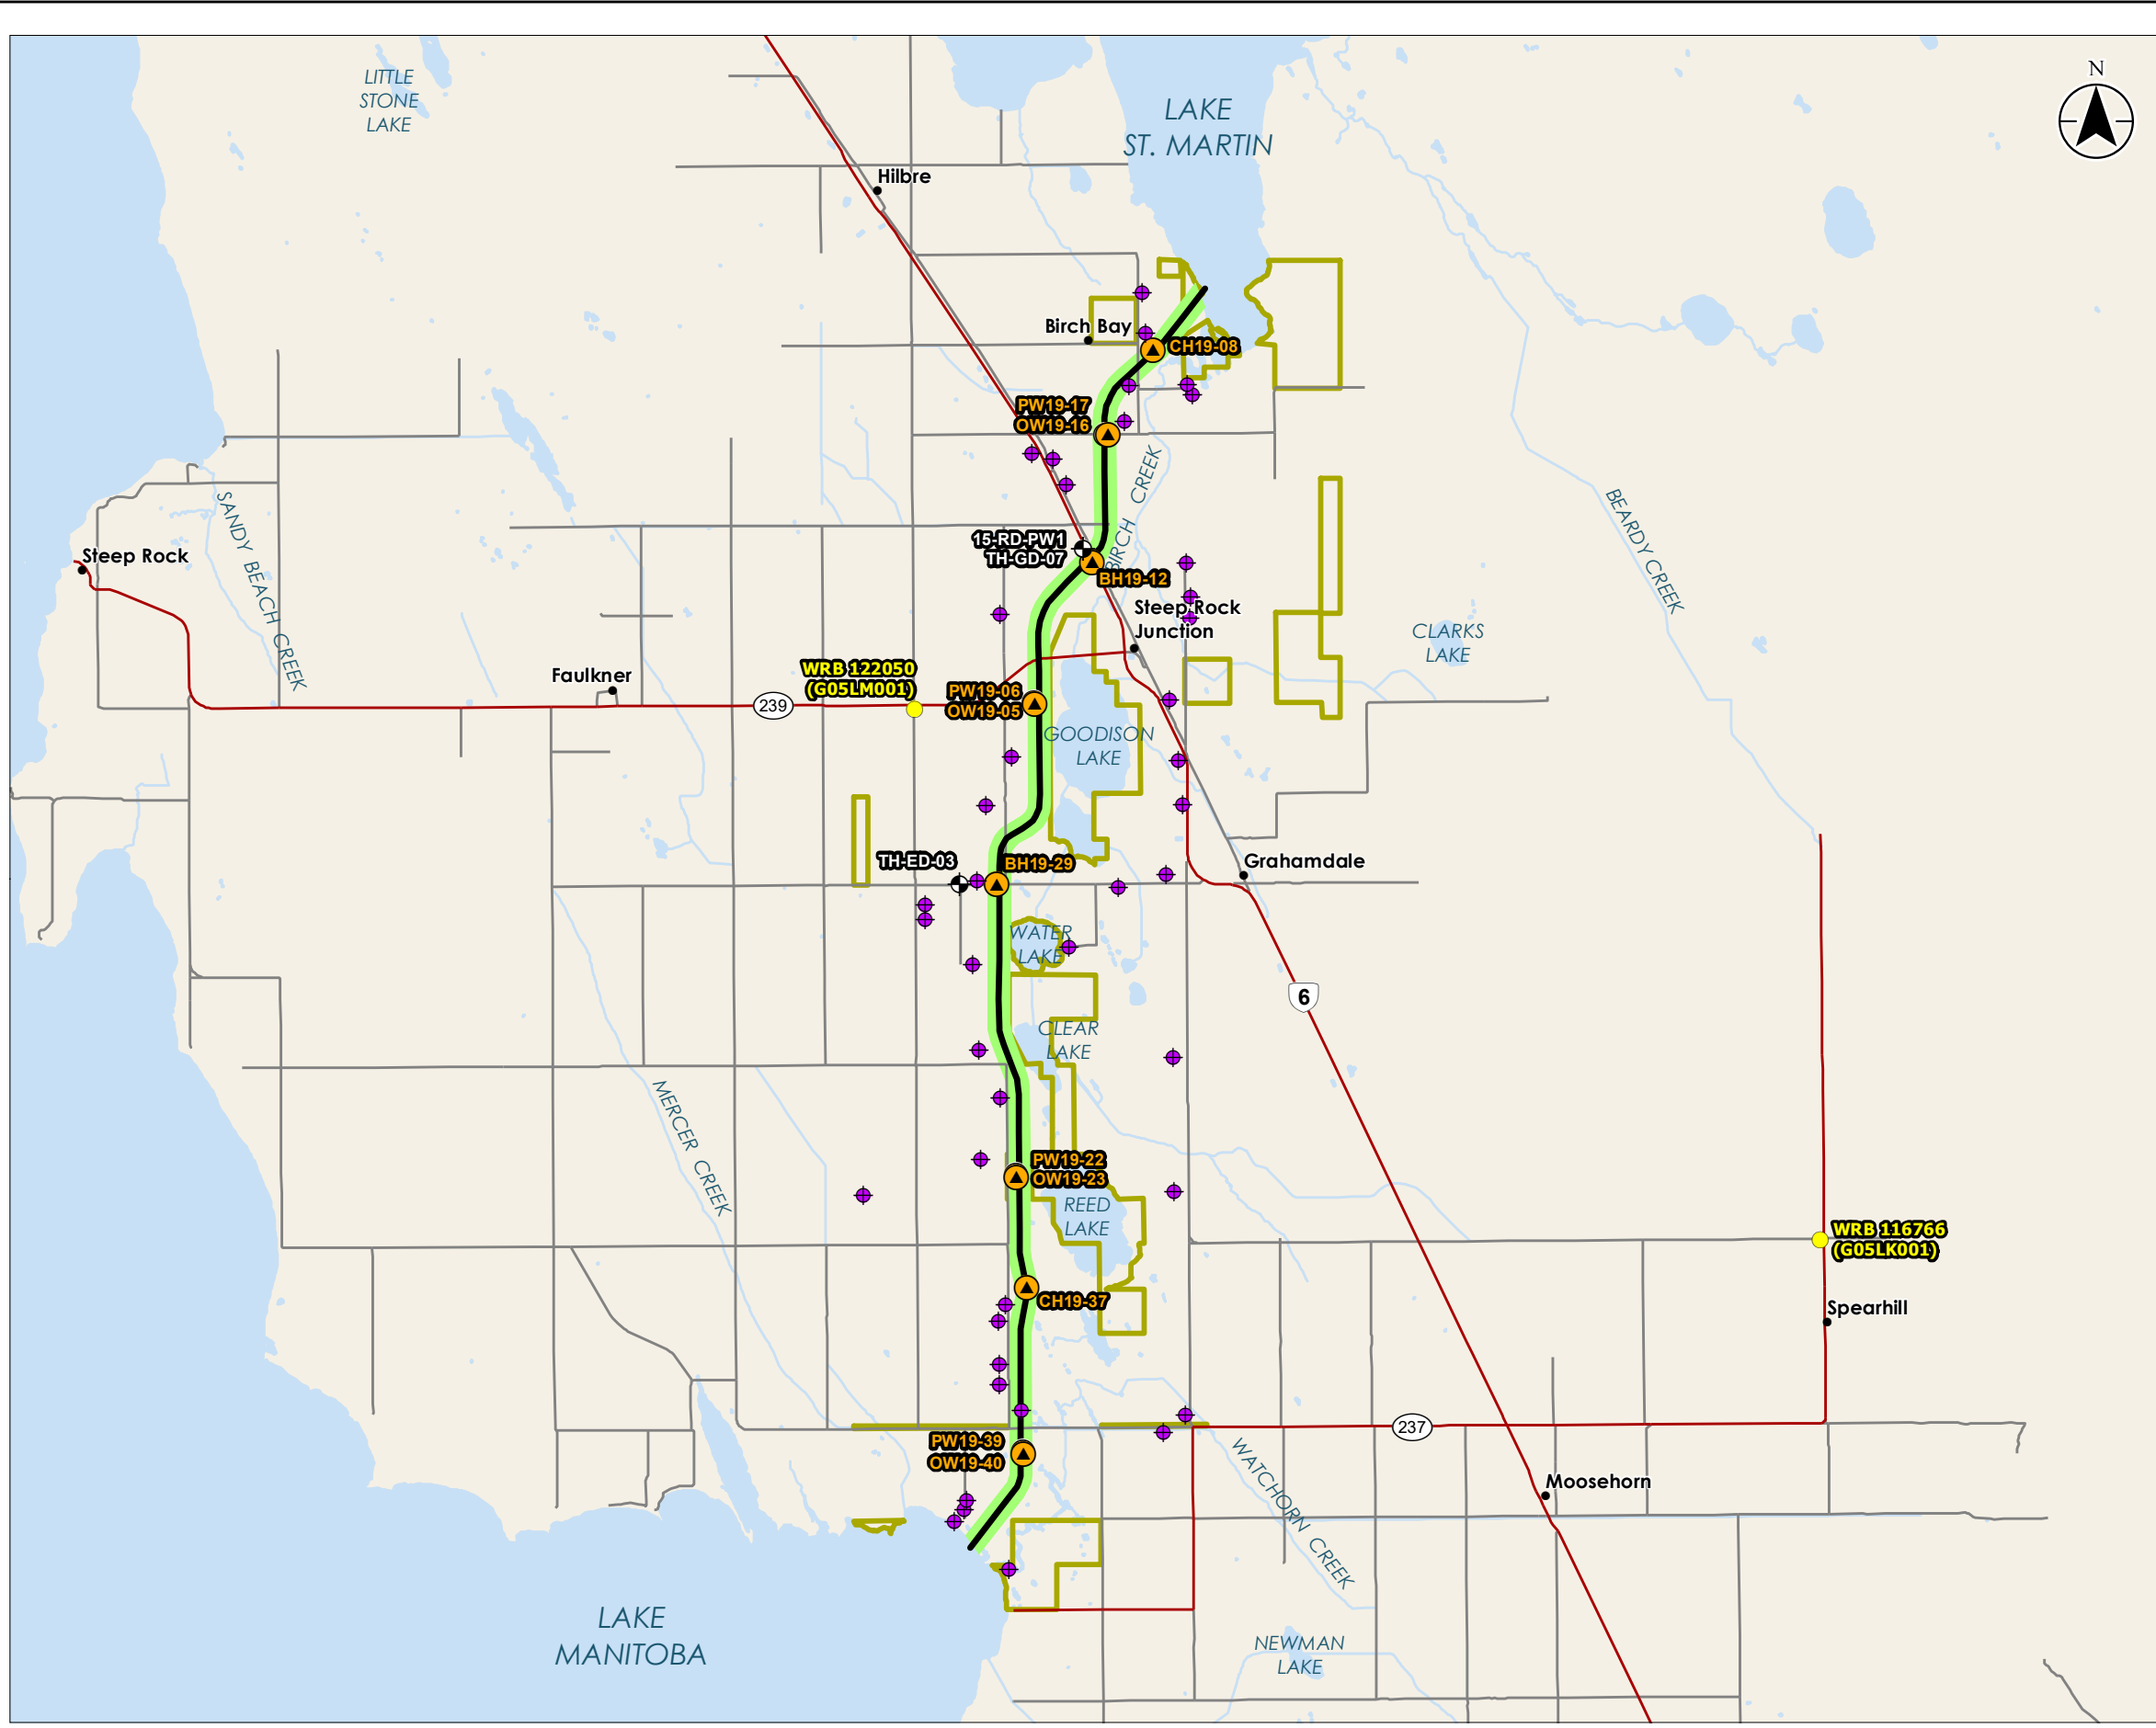 LITTLE
STONE
LAKE
LAKE
ST. MARTIN
N
Hilbre
Birch Bay
CH19-08
PW19-17
OW19-16
BIRCH CREEK
SANDY BEACH CREEK
BEARDY CREEK
15-RD-PW1
TH-GD-07
BH19-12
Steep Rock
Steep Rock
Junction
CLARKS
LAKE
Faulkner
WRB 122050
(G05LM001)
PW19-06
OW19-05
239
GOODISON
LAKE
TH-ED-03
BH19-29
Grahamdale
WATER
LAKE
6
CLEAR
LAKE
MERCER CREEK
PW19-22
OW19-23
REED
LAKE
WRB 116766
(G05LK001)
CH19-37
Spearhill
237
PW19-39
OW19-40
WATCHORN CREEK
Moosehorn
LAKE
MANITOBA
NEWMAN
LAKE